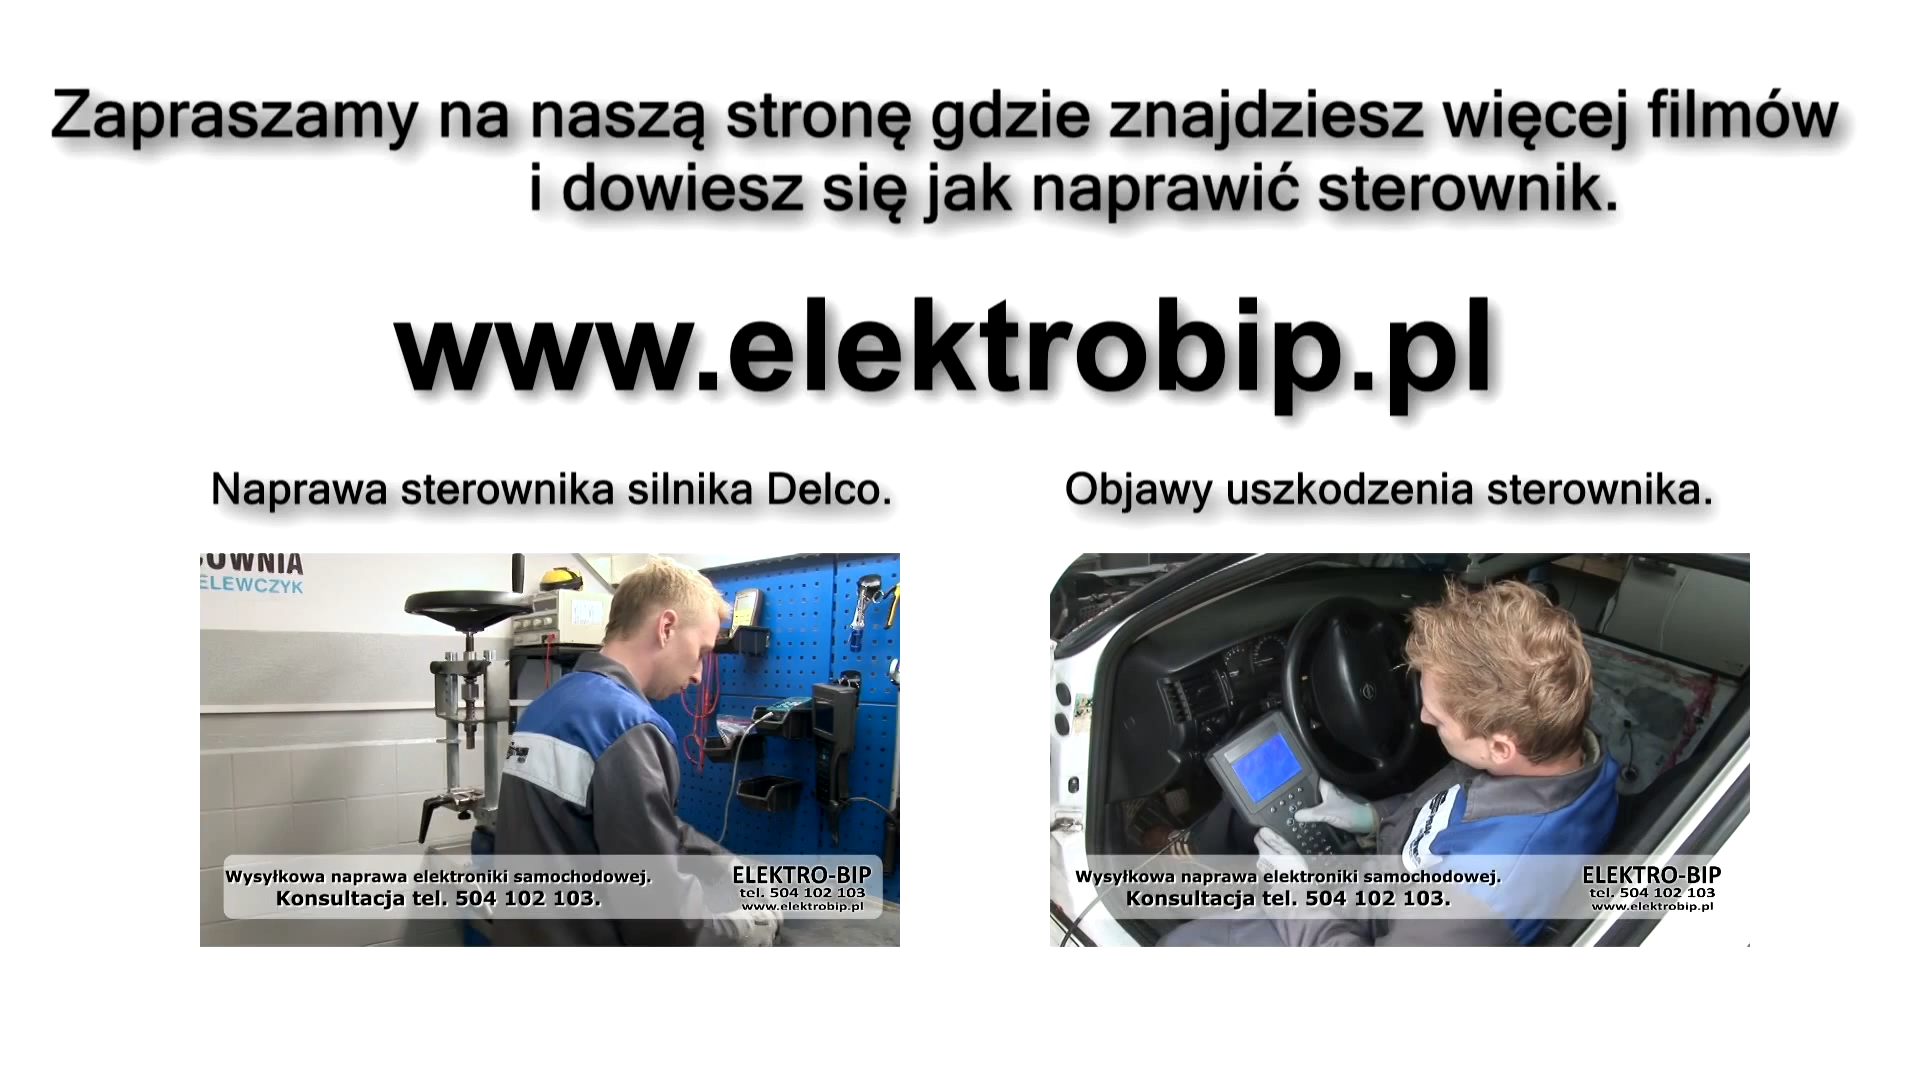 Zapraszamy na naszą stronę gdzie znajdziesz więcej filmów
i dowiesz się jak naprawić sterownik.
www.elektrobip.pl
Naprawa sterownika silnika Delco.
Objawy uszkodzenia sterownika.
ELEWCZYK
Wysyłkowa naprawa elektroniki samochodowej.
Konsultacja tel. 504 102 103.
ELEKTRO-BIP
tel. 504 102 103
www.elektrobip.pl
Wysyłkowa naprawa elektroniki samochodowej.
Konsultacja tel. 504 102 103.
ELEKTRO-BIP
tel. 504 102 103
www.elektrobip.pl